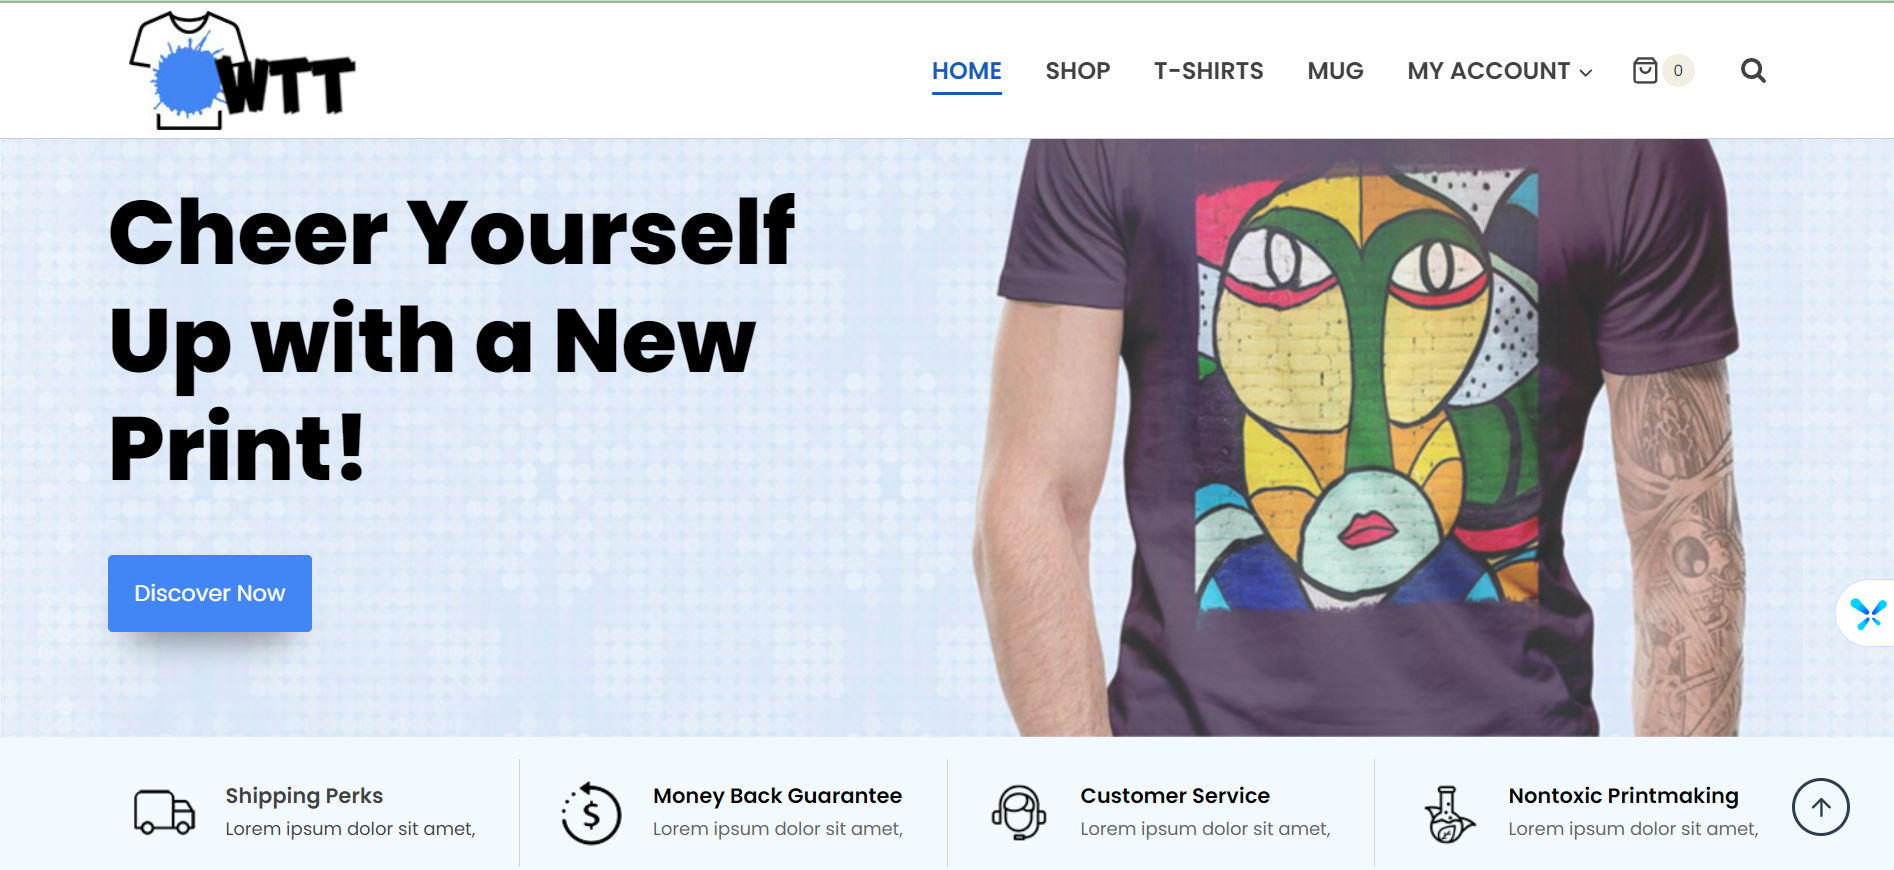 WTT
HOME SHOP T-SHIRTS MUG MY ACCOUNT 0
Cheer Yourself
Up with a New
Print!
Discover Now
Shipping Perks
Lorem ipsum dolor sit amet,
Money Back Guarantee
Lorem ipsum dolor sit amet,
Customer Service
Lorem ipsum dolor sit amet,
Nontoxic Printmaking
Lorem ipsum dolor sit amet,